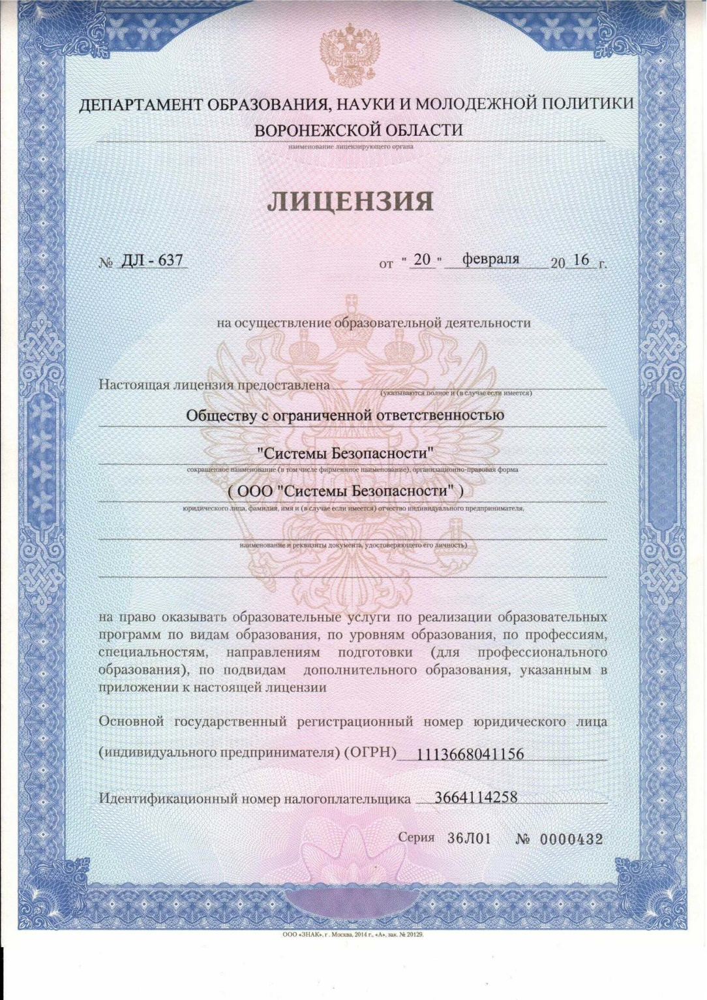 ДЕПАРТАМЕНТ ОБРАЗОВАНИЯ, НАУКИ И МОЛОДЕЖНОЙ ПОЛИТИКИ
ВОРОНЕЖСКОЙ ОБЛАСТИ
наименование лицензирующего органа
ЛИЦЕНЗИЯ
№ ДЛ - 637 от "20" февраля 2016 г.
на осуществление образовательной деятельности
Настоящая лицензия предоставлена
(указываются полное и (в случае если имеется)
Обществу с ограниченной ответственностью
"Системы Безопасности"
сокращенное наименование (в том числе фирменное наименование), организационно-правовая форма
( ООО "Системы Безопасности" )
юридического лица, фамилия, имя и (в случае если имеется) отчество индивидуального предпринимателя,
наименование и реквизиты документа, удостоверяющего его личность)
на право оказывать образовательные услуги по реализации образовательных
программ по видам образования, по уровням образования, по профессиям,
специальностям, направлениям подготовки (для профессионального
образования), по подвидам дополнительного образования, указанным в
приложении к настоящей лицензии
Основной государственный регистрационный номер юридического лица
(индивидуального предпринимателя) (ОГРН) 1113668041156
Идентификационный номер налогоплательщика 3664114258
Серия 36Л01 № 0000432
ООО «ЗНАК», г. Москва, 2014 г., «А», зак. № 20129.